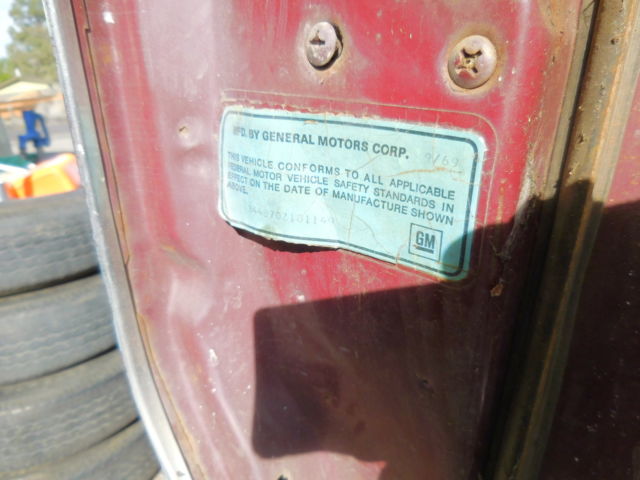 MFD. BY GENERAL MOTORS CORP. 9/69
THIS VEHICLE CONFORMS TO ALL APPLICABLE
FEDERAL MOTOR VEHICLE SAFETY STANDARDS IN
EFFECT ON THE DATE OF MANUFACTURE SHOWN
ABOVE.
GM